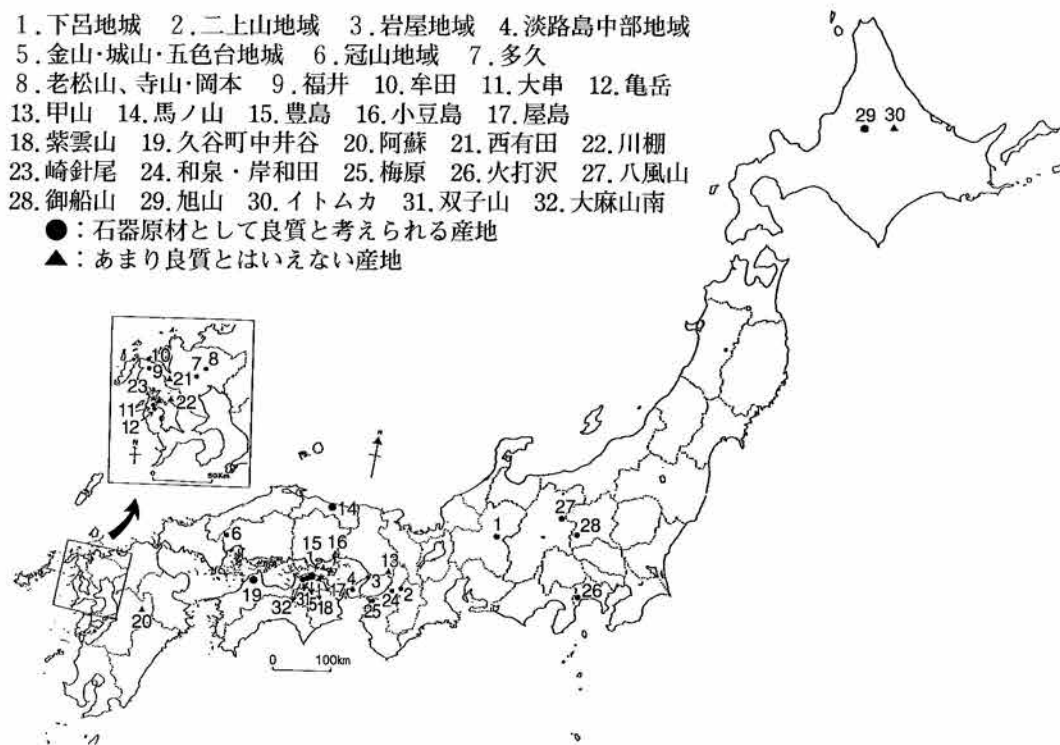 1.下呂地城 2.二上山地域 3.岩屋地域 4.淡路島中部地域
5.金山·城山·五色台地城 6.冠山地域 7.多久
8.老松山、寺山·岡本 9.福井 10.牟田 11.大串 12.亀岳
13.甲山 14.馬ノ山 15.豊島 16.小豆島 17.屋島
18.紫雲山 19.久谷町中井谷 20.阿蘇 21.西有田 22.川棚
23.崎針尾 24.和泉・岸和田 25.梅原 26.火打沢 27.八風山
28.御船山 29.旭山 30.イトムカ 31.双子山 32.大麻山南
●:石器原材として良質と考えられる産地
▲:あまり良質とはいえない産地
29 30
10
7 8
9
23 21
11 22
12
N
0 50Km
N
14
27
6 1 28
15 16
13
19 4 3
17 24 2 26
32 31 5 18 25
20
0 100km